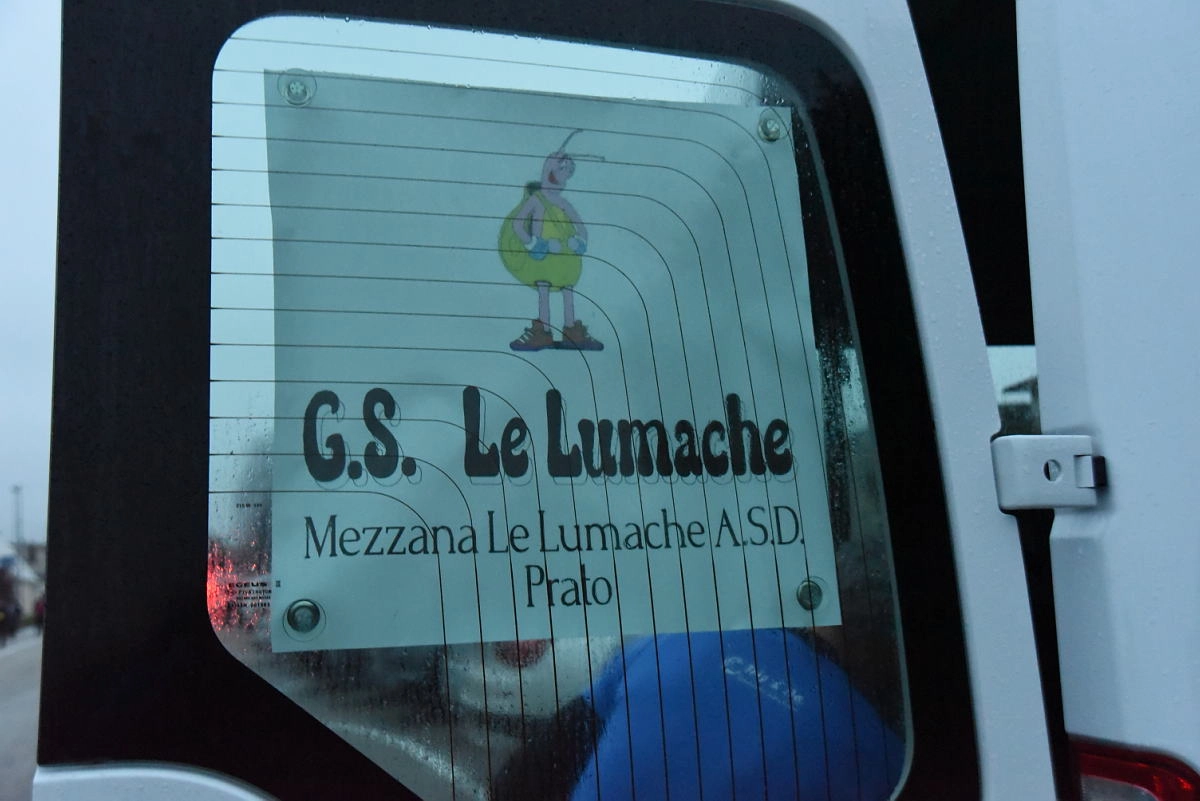 G.S. Le Lumache
Mezzana Le Lumache A.S.D.
Prato